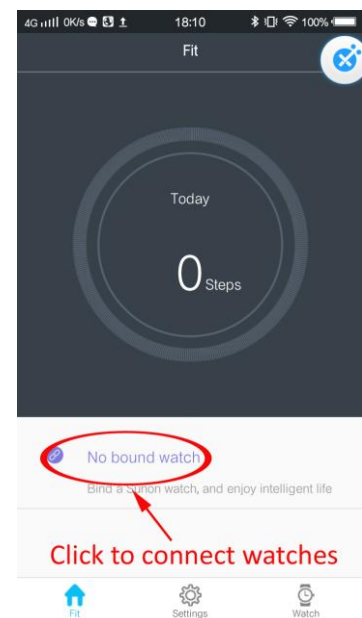 4G 0K/s 18:10 100%
Fit
Today
0 Steps
No bound watch
Bind a Sunon watch, and enjoy intelligent life
Click to connect watches
Fit Settings Watch